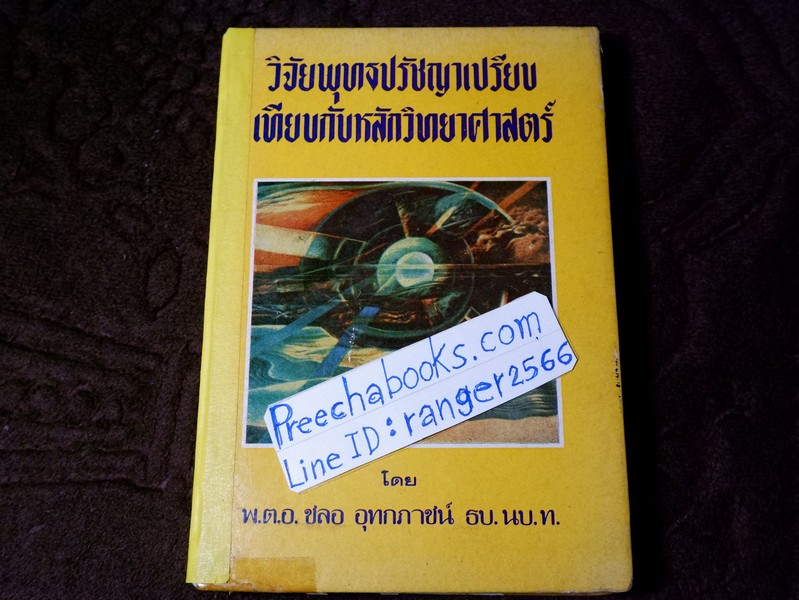 วิจัยพุทธปรัชญาเปรียบ
เทียบกับหลักวิทยาศาสตร์
Preechabooks.com
Line ID:ranger2566
โดย
พ.ต.อ. ชลอ อุทกภาชน์ ธบ. นบ.ท.